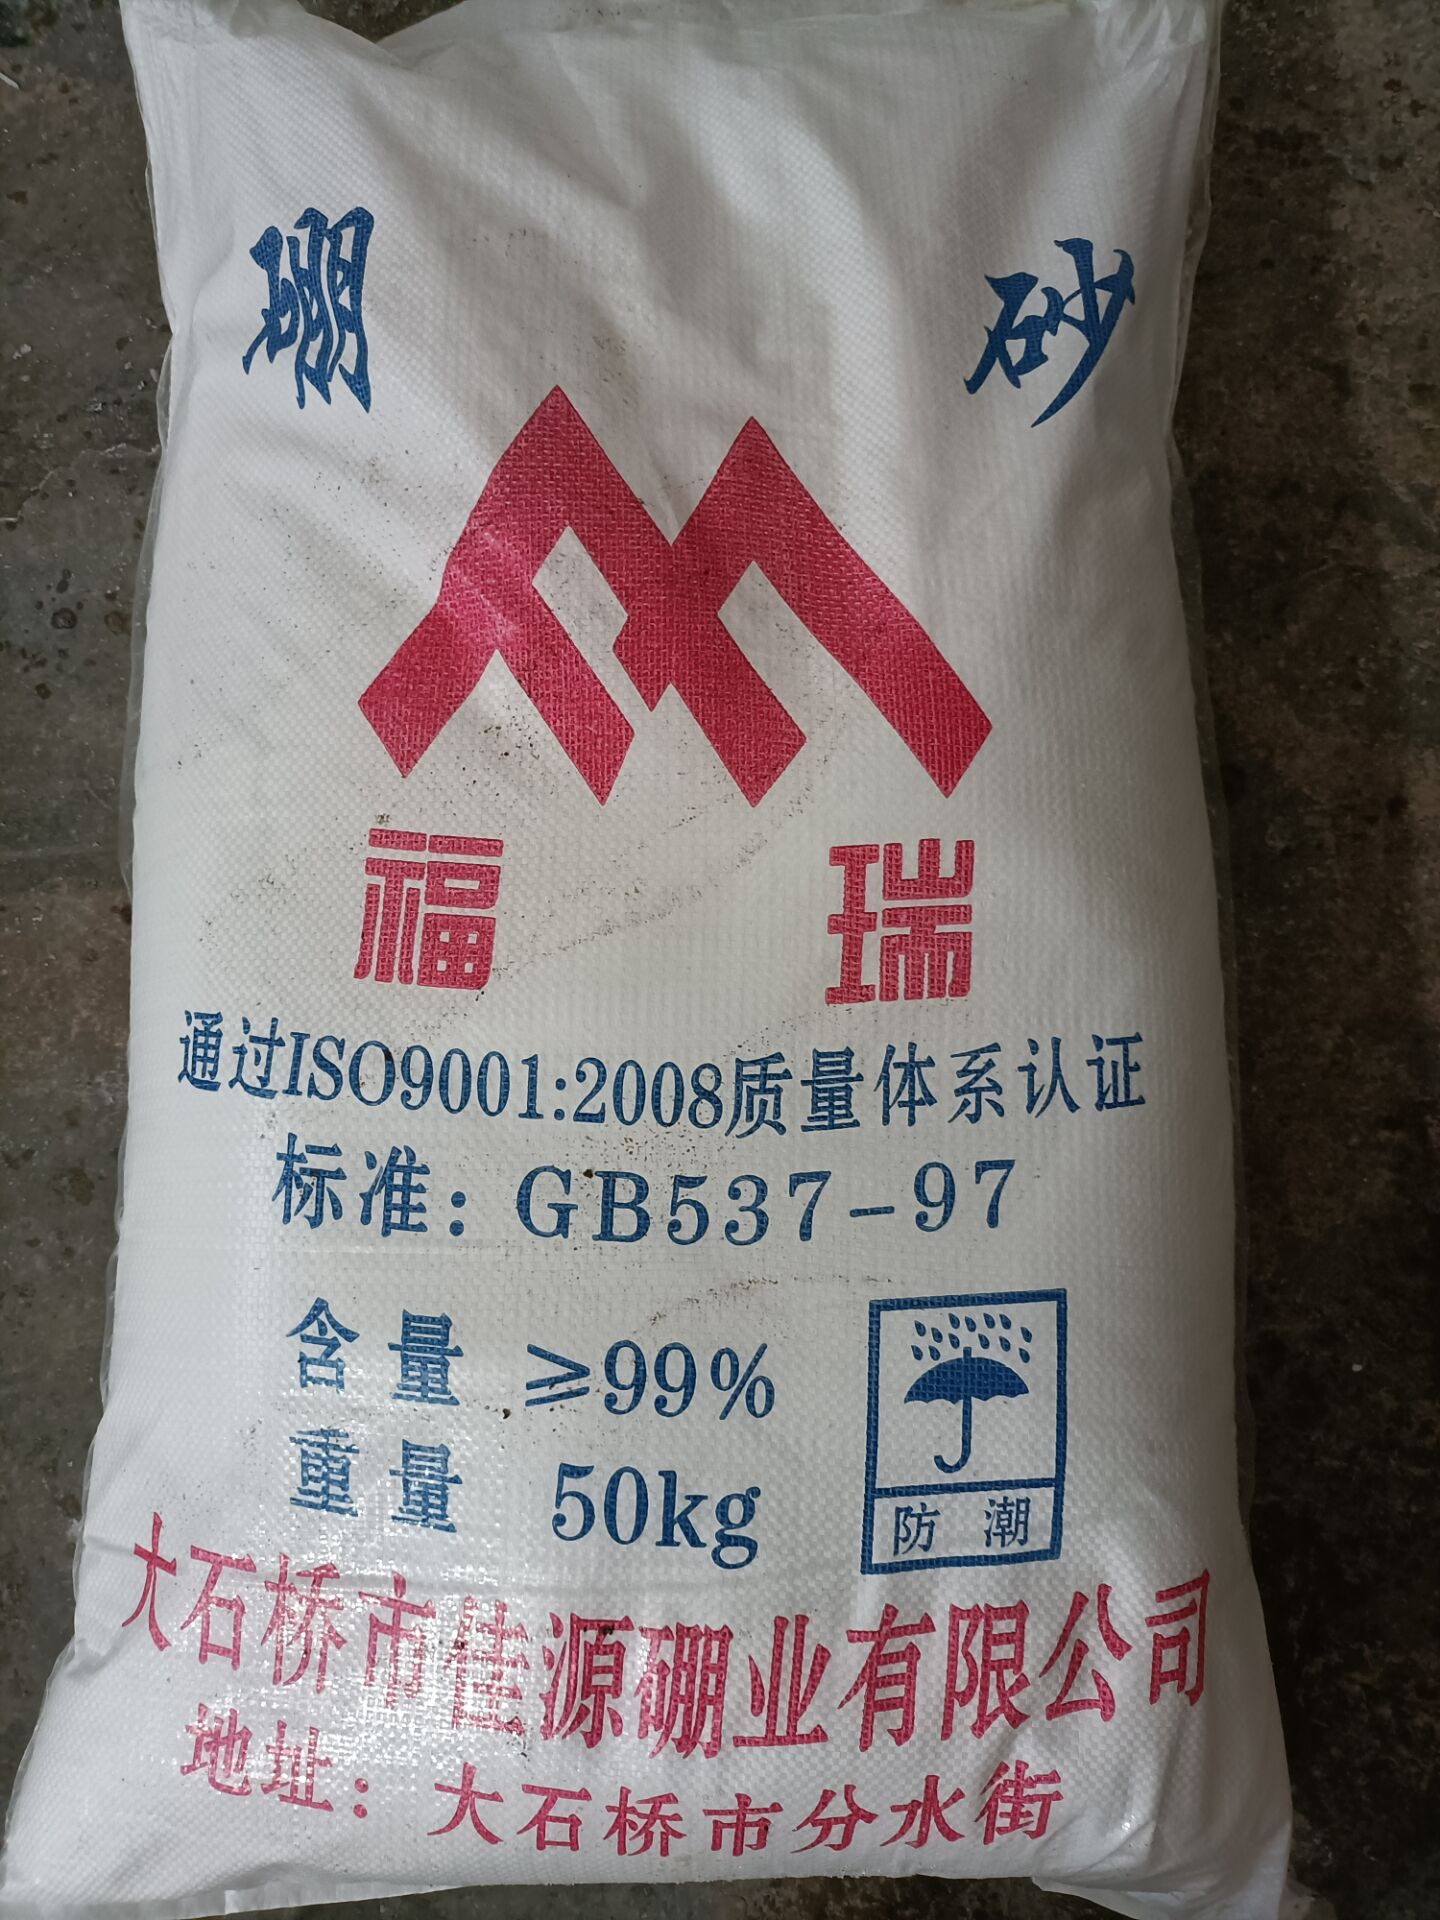 硼 砂
福 瑞
通过ISO9001:2008质量体系认证
标准：GB537-97
含量 ≥99%
重量 50kg
防潮
大石桥市佳源硼业有限公司
地址：大石桥市分水街